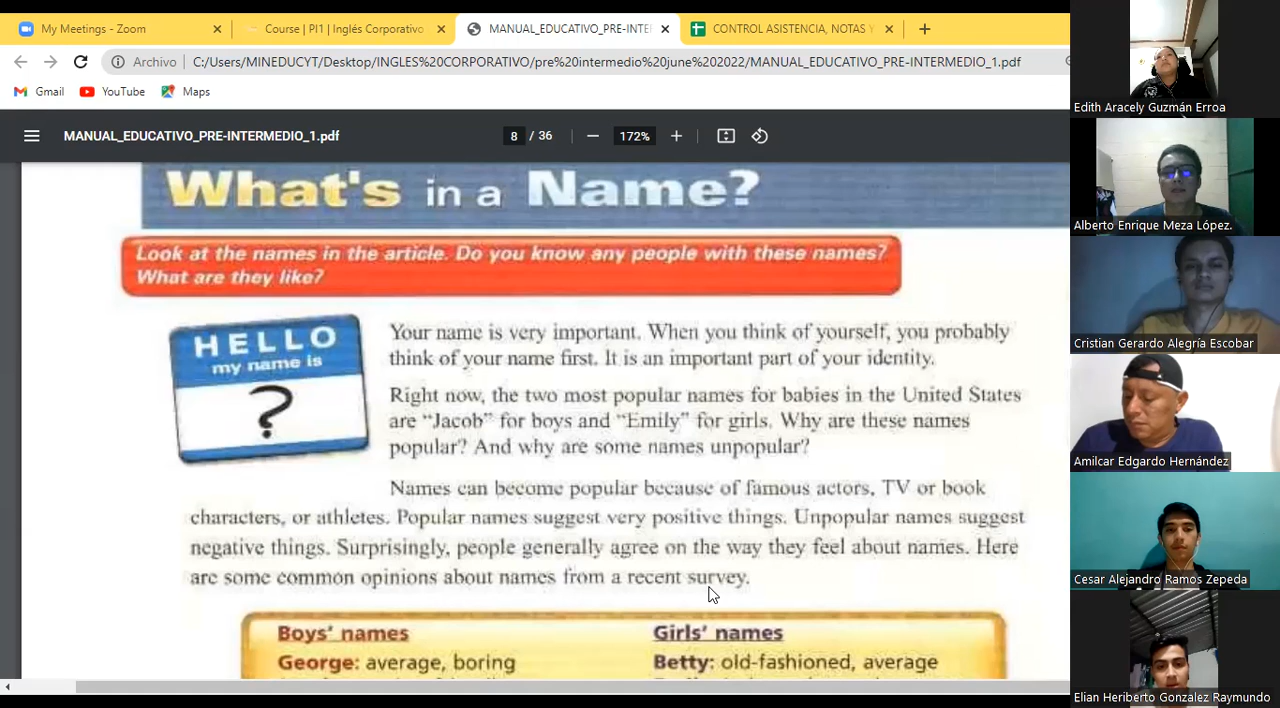 My Meetings - Zoom
Course | PI1 | Inglés Corporativo
MANUAL_EDUCATIVO_PRE-INTE
CONTROL ASISTENCIA, NOTAS Y
Archivo
C:/Users/MINEDUCYT/Desktop/INGLES%20CORPORATIVO/pre%20intermedio%20june%202022/MANUAL_EDUCATIVO_PRE-INTERMEDIO_1.pdf
Gmail
YouTube
Maps
MANUAL_EDUCATIVO_PRE-INTERMEDIO_1.pdf
8 / 36
172%
What's in a Name?
Look at the names in the article. Do you know any people with these names?
What are they like?
HELLO
my name is
?
Your name is very important. When you think of yourself, you probably
think of your name first. It is an important part of your identity.
Right now, the two most popular names for babies in the United States
are “Jacob” for boys and “Emily” for girls. Why are these names
popular? And why are some names unpopular?
Names can become popular because of famous actors, TV or book
characters, or athletes. Popular names suggest very positive things. Unpopular names suggest
negative things. Surprisingly, people generally agree on the way they feel about names. Here
are some common opinions about names from a recent survey.
Boys' names
George: average, boring
Girls' names
Betty: old-fashioned, average
Edith Aracely Guzmán Erroa
Alberto Enrique Meza López.
Cristian Gerardo Alegría Escobar
Amilcar Edgardo Hernández
Cesar Alejandro Ramos Zepeda
Elian Heriberto Gonzalez Raymundo